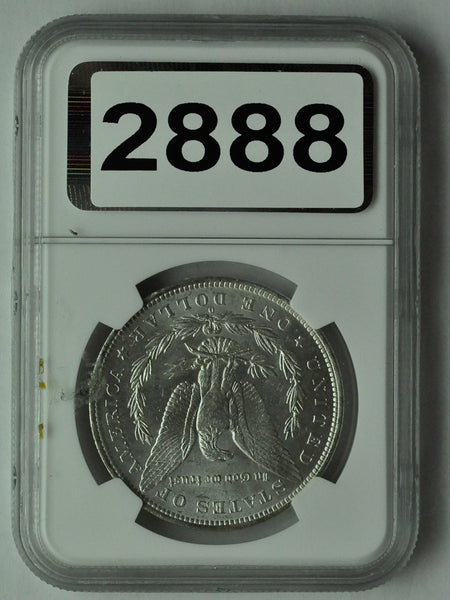 2888
UNITED STATES OF AMERICA
In God we trust
ONE DOLLAR